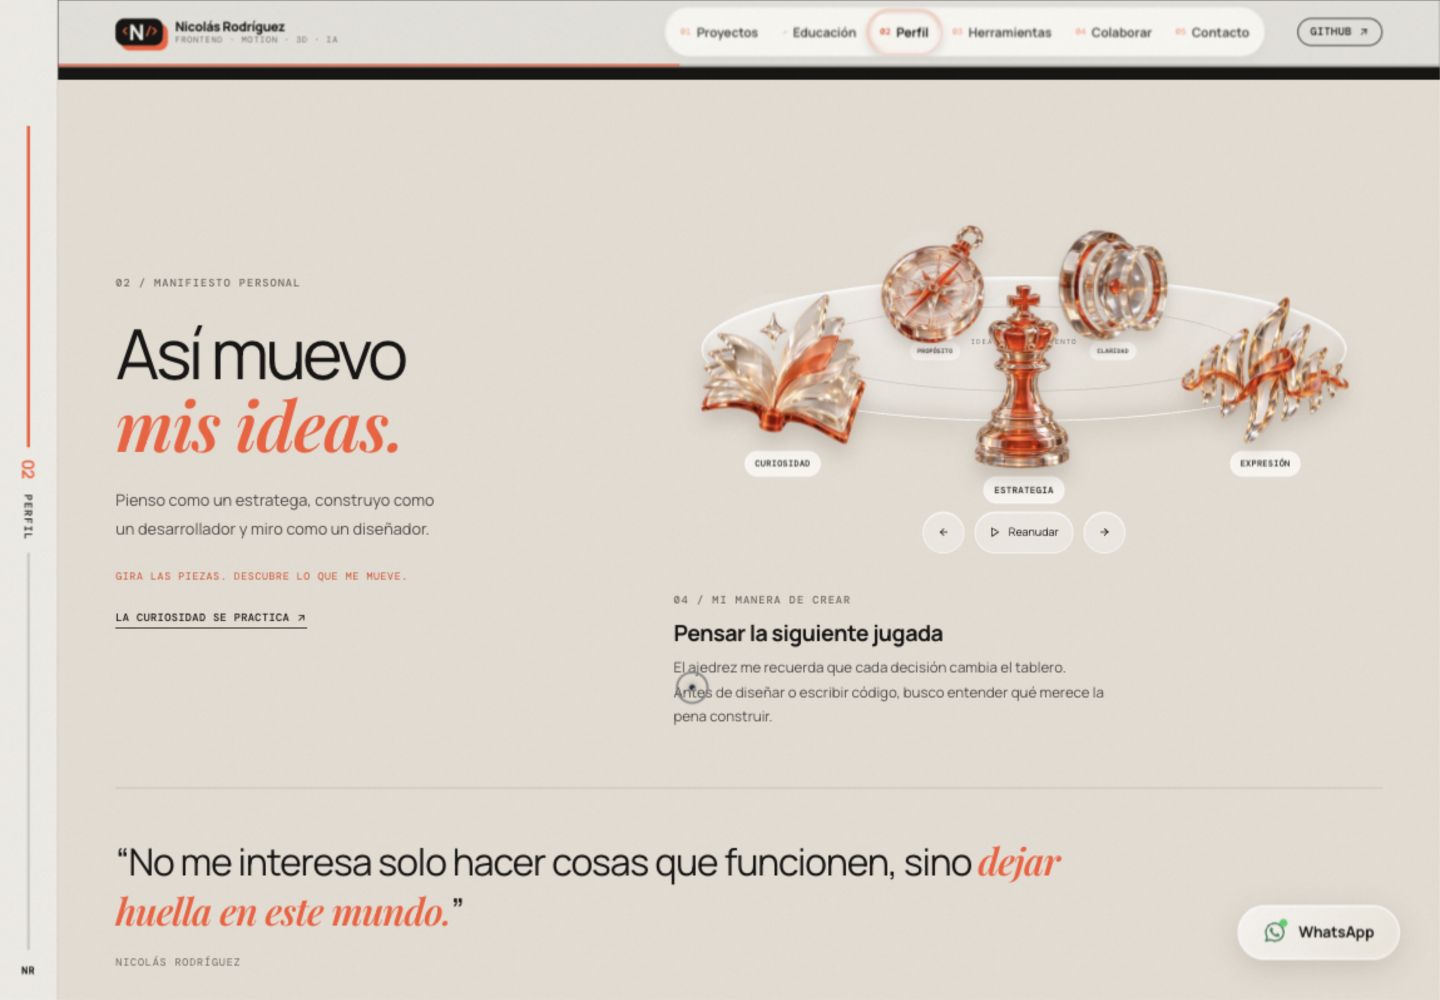 <N/>
Nicolás Rodríguez
FRONTEND · MOTION · 3D · IA
01 Proyectos
· Educación
02 Perfil
03 Herramientas
04 Colaborar
05 Contacto
GITHUB ↗
02 PERFIL
NR
02 / MANIFIESTO PERSONAL
Así muevo
mis ideas.
Pienso como un estratega, construyo como
un desarrollador y miro como un diseñador.
GIRA LAS PIEZAS. DESCUBRE LO QUE ME MUEVE.
LA CURIOSIDAD SE PRACTICA ↗
PROPÓSITO
CLARIDAD
CURIOSIDAD
ESTRATEGIA
EXPRESIÓN
← ▷ Reanudar →
04 / MI MANERA DE CREAR
Pensar la siguiente jugada
El ajedrez me recuerda que cada decisión cambia el tablero.
Antes de diseñar o escribir código, busco entender qué merece la
pena construir.
“No me interesa solo hacer cosas que funcionen, sino dejar
huella en este mundo.”
NICOLÁS RODRÍGUEZ
WhatsApp